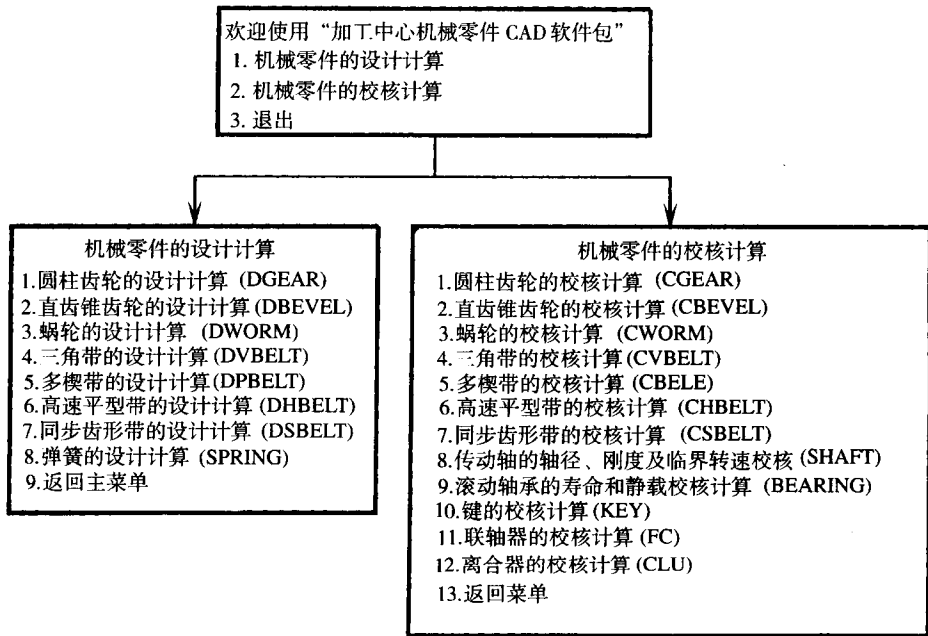 欢迎使用“加工中心机械零件 CAD 软件包”
1. 机械零件的设计计算
2. 机械零件的校核计算
3. 退出
机械零件的设计计算
1.圆柱齿轮的设计计算 (DGEAR)
2.直齿锥齿轮的设计计算(DBEVEL)
3.蜗轮的设计计算 (DWORM)
4.三角带的设计计算 (DVBELT)
5.多楔带的设计计算(DPBELT)
6.高速平型带的设计计算 (DHBELT)
7.同步齿形带的设计计算 (DSBELT)
8.弹簧的设计计算 (SPRING)
9.返回主菜单
机械零件的校核计算
1.圆柱齿轮的校核计算 (CGEAR)
2.直齿锥齿轮的校核计算(CBEVEL)
3.蜗轮的校核计算 (CWORM)
4.三角带的校核计算(CVBELT)
5.多楔带的校核计算(CBELE)
6.高速平型带的校核计算 (CHBELT)
7.同步齿形带的校核计算 (CSBELT)
8.传动轴的轴径、刚度及临界转速校核(SHAFT)
9.滚动轴承的寿命和静载校核计算 (BEARING)
10.键的校核计算(KEY)
11.联轴器的校核计算(FC)
12.离合器的校核计算(CLU)
13.返回菜单